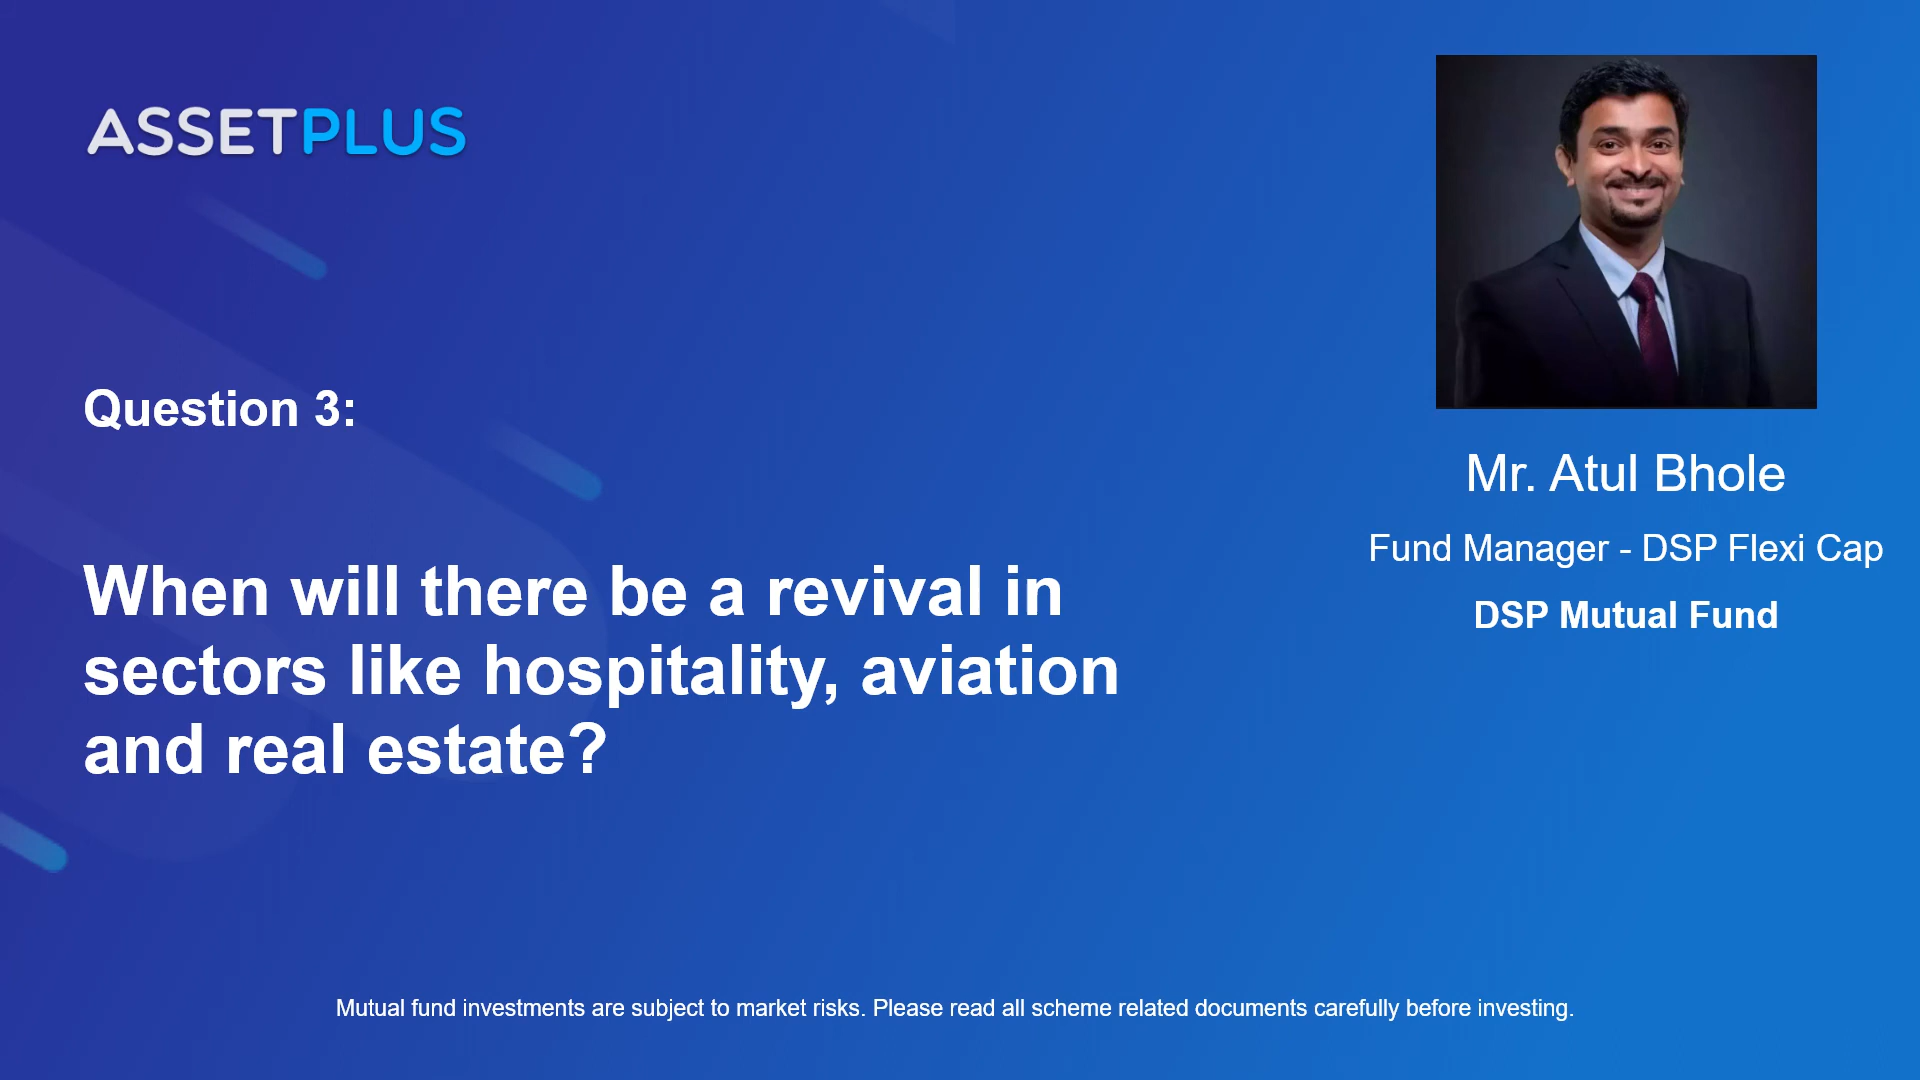 ASSETPLUS
Question 3:
When will there be a revival in
sectors like hospitality, aviation
and real estate?
Mr. Atul Bhole
Fund Manager - DSP Flexi Cap
DSP Mutual Fund
Mutual fund investments are subject to market risks. Please read all scheme related documents carefully before investing.